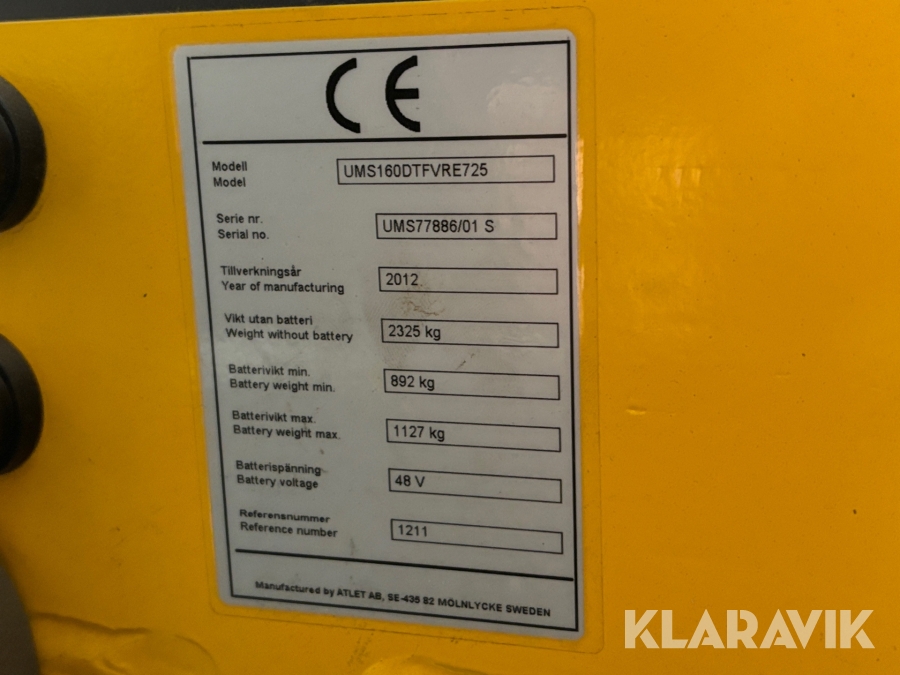 CE
Modell
Model
UMS160DTFVRE725
Serie nr.
Serial no.
UMS77886/01 S
Tillverkningsår
Year of manufacturing
2012
Vikt utan batteri
Weight without battery
2325 kg
Batterivikt min.
Battery weight min.
892 kg
Batterivikt max.
Battery weight max.
1127 kg
Batterispänning
Battery voltage
48 V
Referensnummer
Reference number
1211
Manufactured by ATLET AB, SE-435 82 MÖLNLYCKE SWEDEN
KLARAVIK